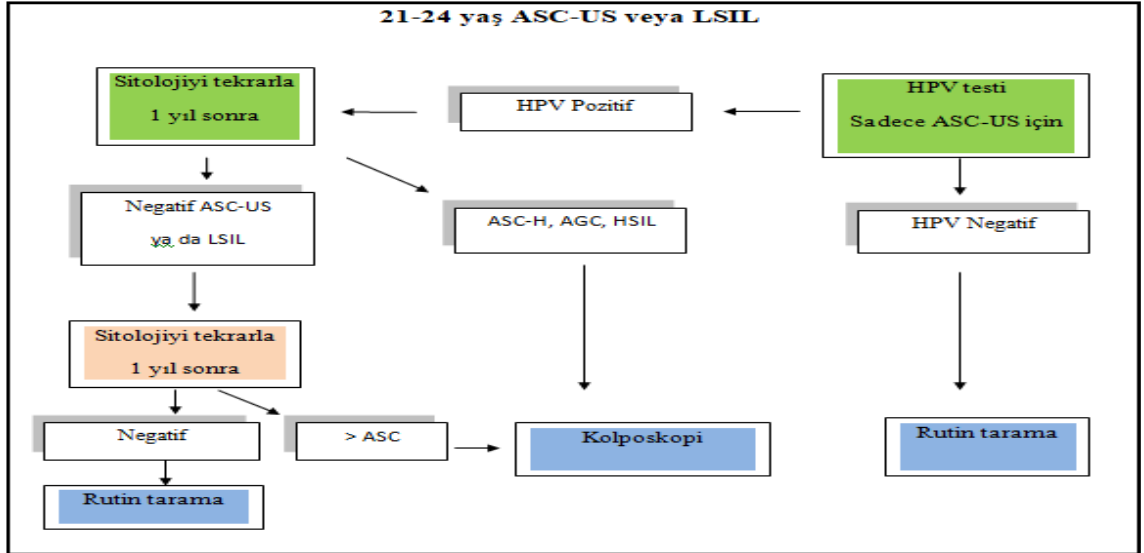 21-24 yaş ASC-US veya LSIL
Sitolojiyi tekrarla
1 yıl sonra
HPV Pozitif
HPV testi
Sadece ASC-US için
Negatif ASC-US
ya da LSIL
ASC-H, AGC, HSIL
HPV Negatif
Sitolojiyi tekrarla
1 yıl sonra
Negatif
> ASC
Kolposkopi
Rutin tarama
Rutin tarama